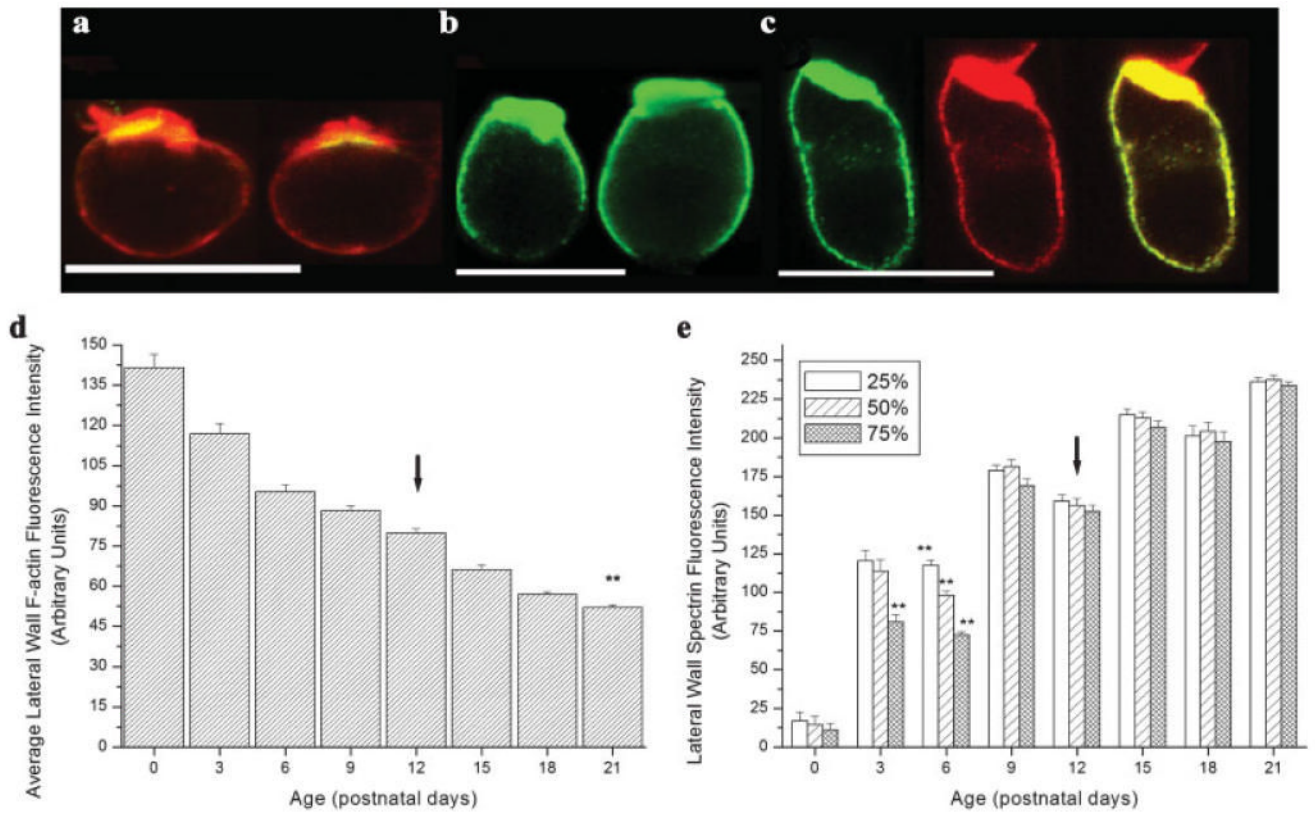 a
b
c
d
Average Lateral Wall F-actin Fluorescence Intensity
(Arbitrary Units)
150
135
120
105
90
75
60
45
30
15
0
**
0 3 6 9 12 15 18 21
Age (postnatal days)
e
Lateral Wall Spectrin Fluorescence Intensity
(Arbitrary Units)
250
225
200
175
150
125
100
75
50
25
0
25%
50%
75%
**
**
**
**
0 3 6 9 12 15 18 21
Age (postnatal days)